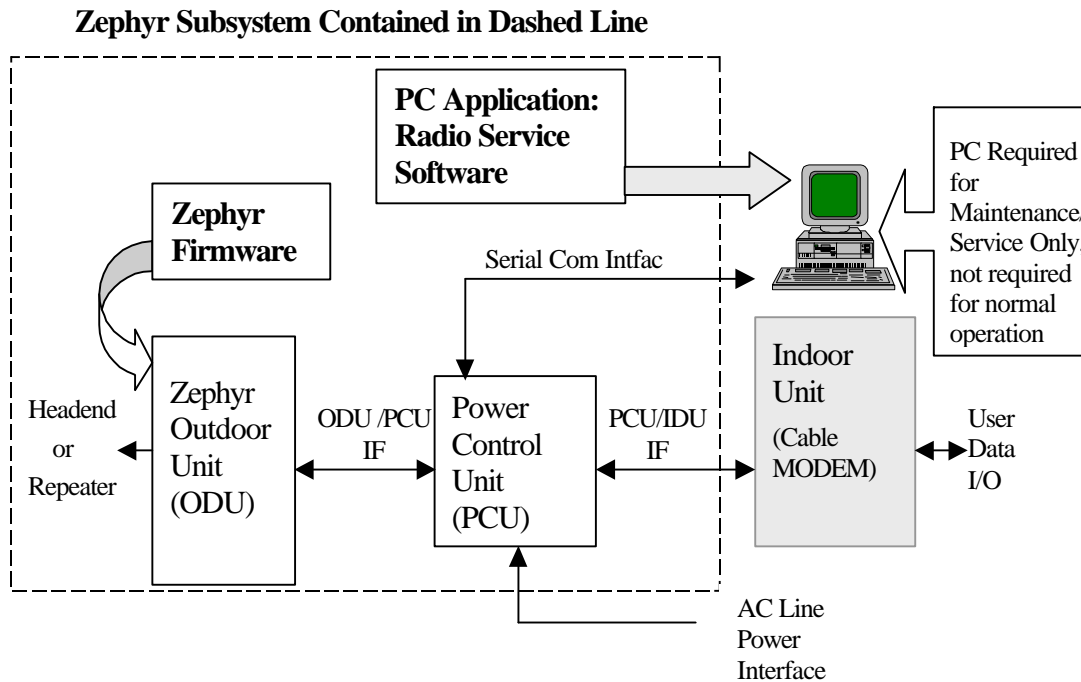 Zephyr Subsystem Contained in Dashed Line
PC Application:
Radio Service
Software
PC Required
for
Maintenance/
Service Only,
not required
for normal
operation
Zephyr
Firmware
Serial Com Intfac
Headend
or
Repeater
Zephyr
Outdoor
Unit
(ODU)
ODU /PCU
IF
Power
Control
Unit
(PCU)
PCU/IDU
IF
Indoor
Unit
(Cable
MODEM)
User
Data
I/O
AC Line
Power
Interface